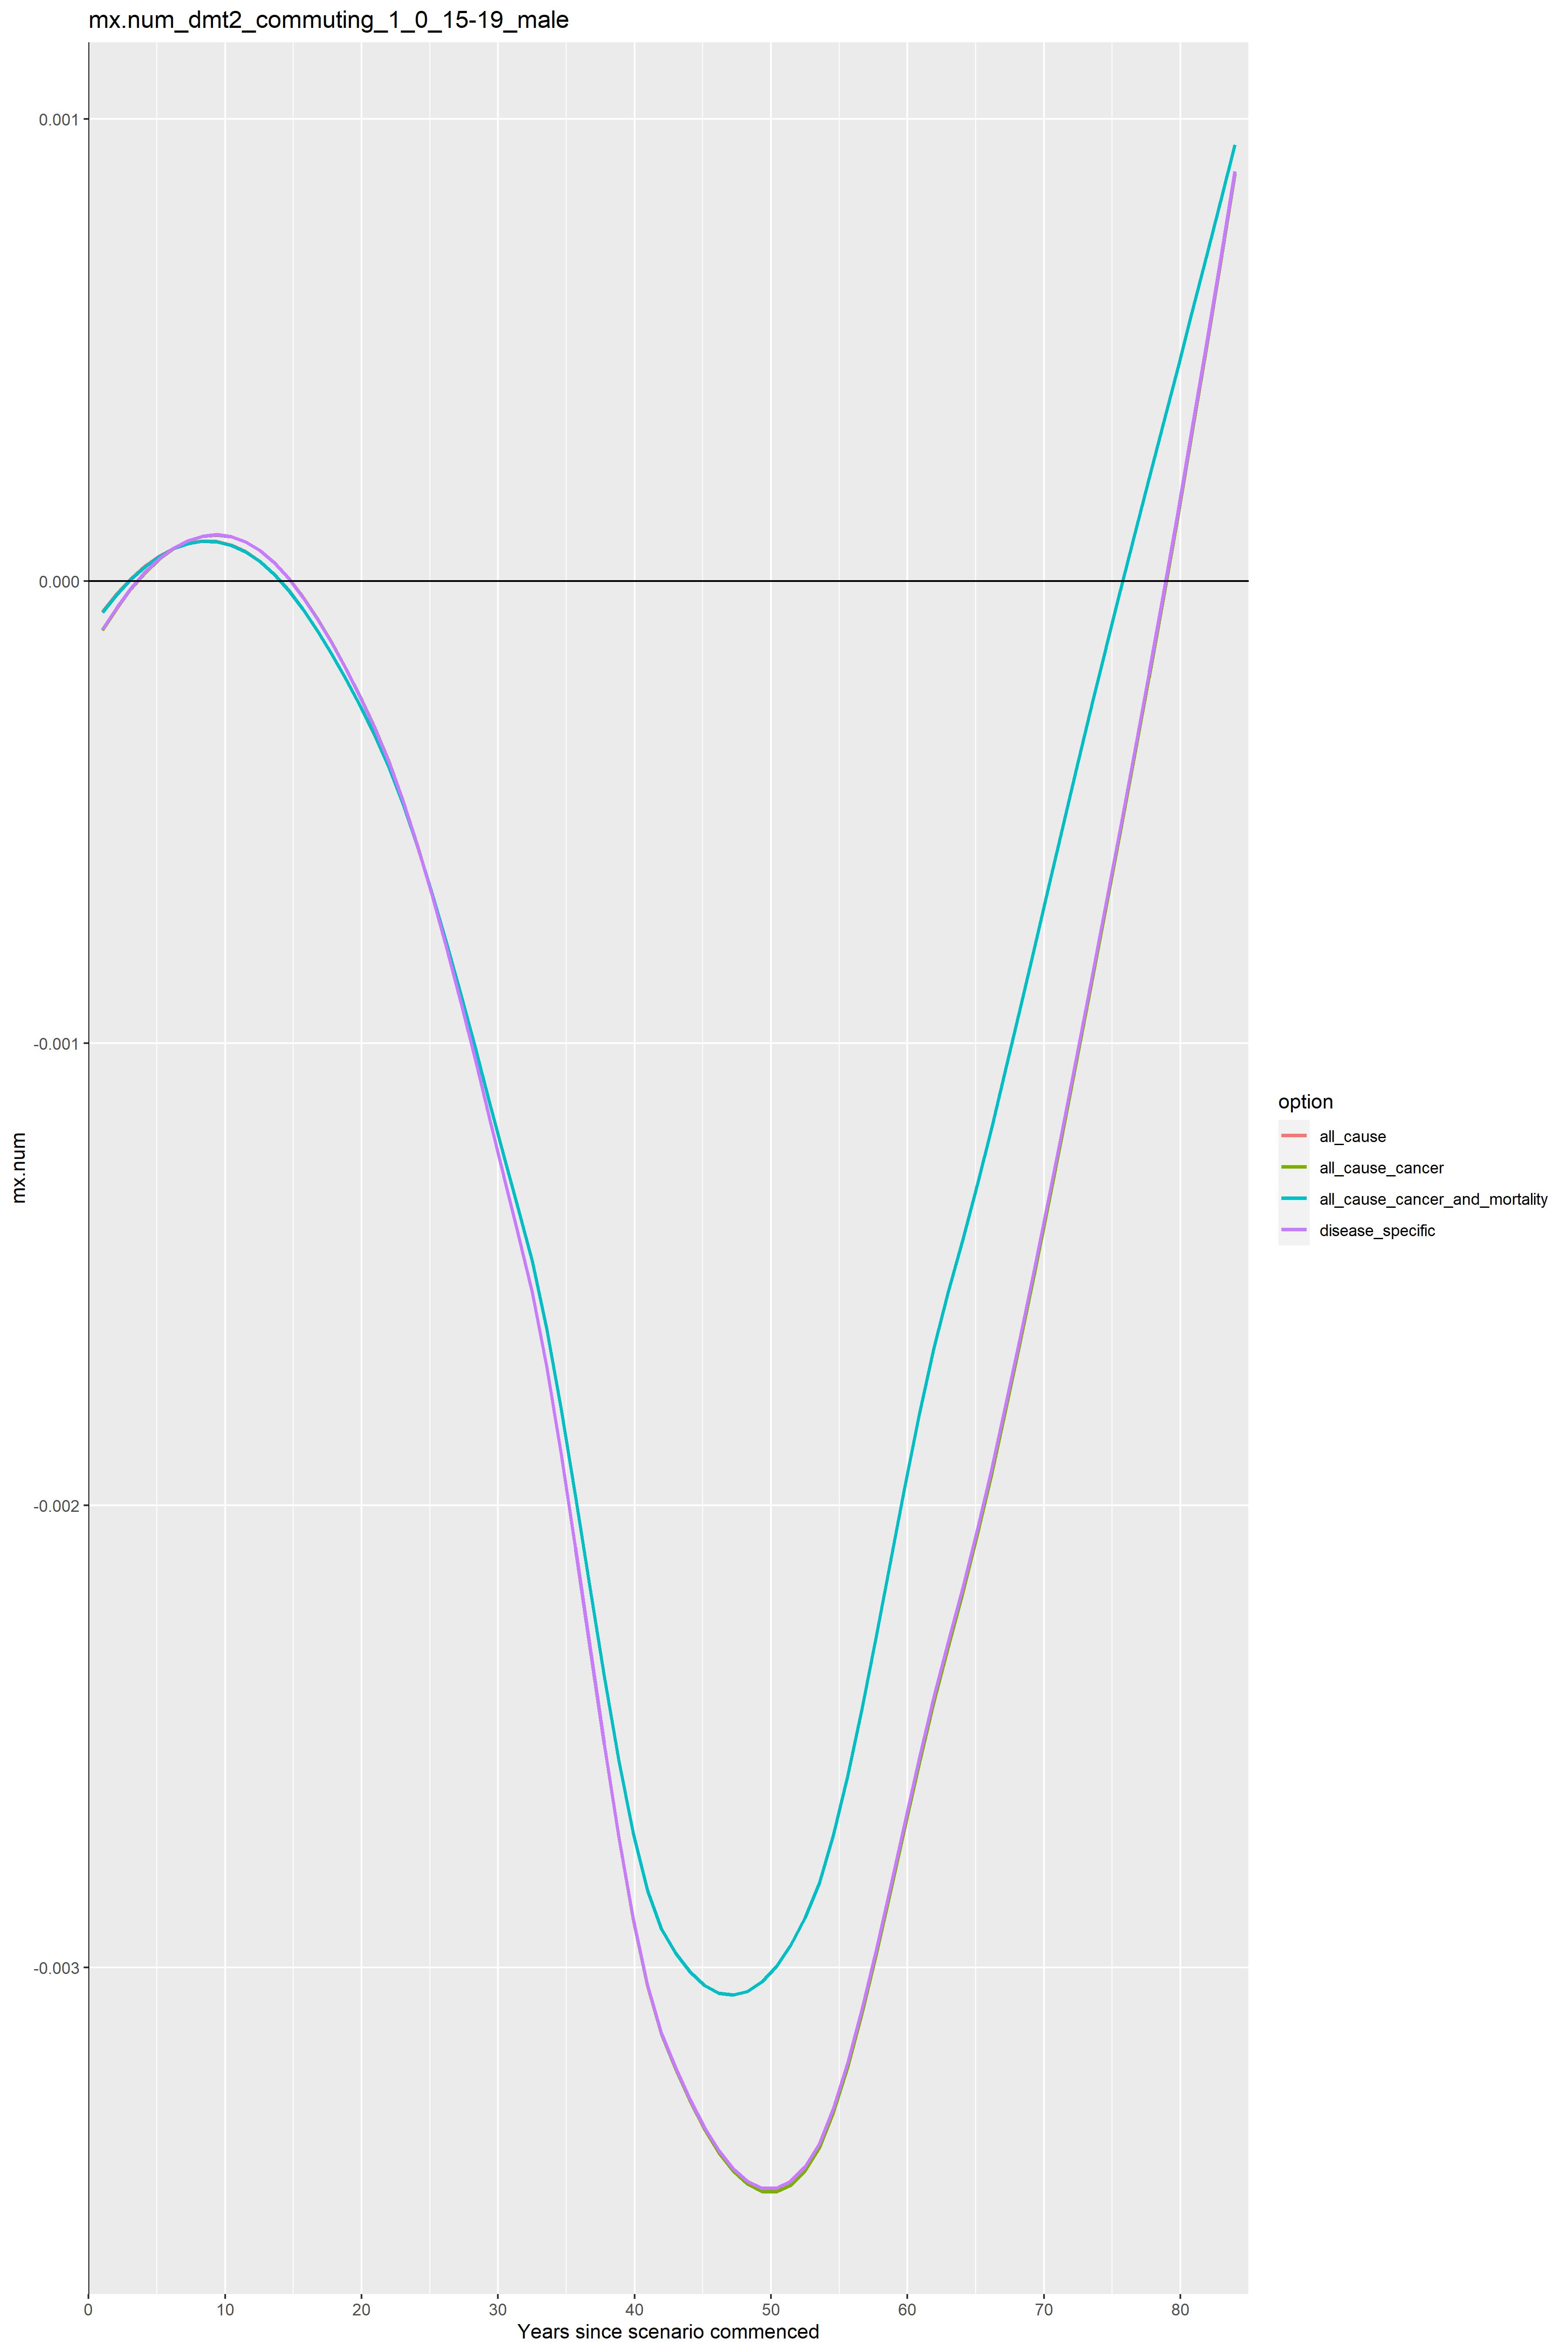 mx.num_dmt2_commuting_1_0_15-19_male
0.001
0.000
-0.001
-0.002
-0.003
mx.num
0 10 20 30 40 50 60 70 80
Years since scenario commenced
option
all_cause
all_cause_cancer
all_cause_cancer_and_mortality
disease_specific